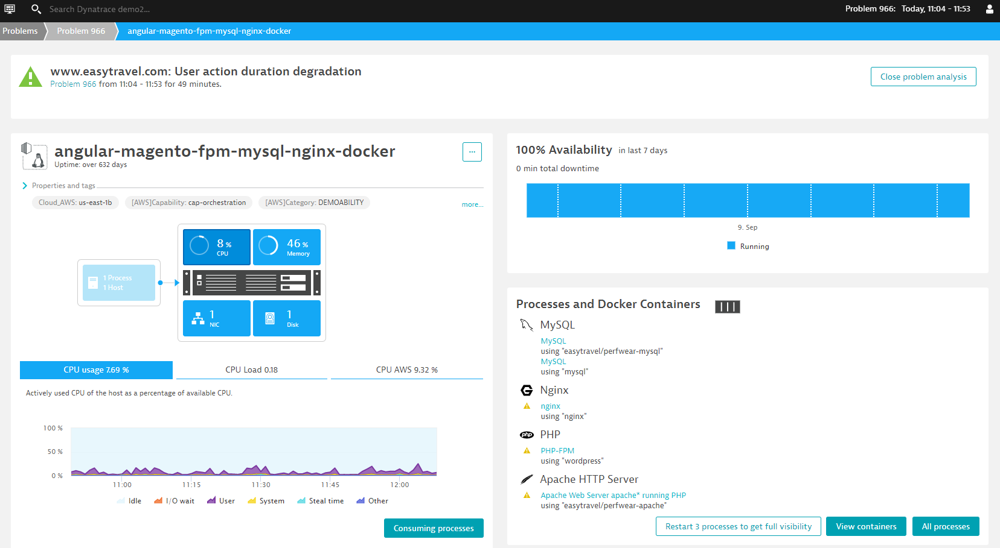 Search Dynatrace demo2...
Problem 966: Today, 11:04 - 11:53
Problems
Problem 966
angular-magento-fpm-mysql-nginx-docker
www.easytravel.com: User action duration degradation
Problem 966 from 11:04 - 11:53 for 49 minutes.
Close problem analysis
angular-magento-fpm-mysql-nginx-docker
Uptime: over 632 days
...
Properties and tags
Cloud_AWS: us-east-1b
[AWS]Capability: cap-orchestration
[AWS]Category: DEMOABILITY
more...
8 %
CPU
46 %
Memory
1 Process
1 Host
1
NIC
1
Disk
CPU usage 7.69 %
CPU Load 0.18
CPU AWS 9.32 %
Actively used CPU of the host as a percentage of available CPU.
100 %
50 %
0 %
11:00
11:15
11:30
11:45
12:00
Idle
I/O wait
User
System
Steal time
Other
Consuming processes
100% Availability in last 7 days
0 min total downtime
9. Sep
Running
Processes and Docker Containers
MySQL
MySQL
using "easytravel/perfwear-mysql"
MySQL
using "mysql"
Nginx
nginx
using "nginx"
php
PHP
PHP-FPM
using "wordpress"
Apache HTTP Server
Apache Web Server apache* running PHP
using "easytravel/perfwear-apache"
Restart 3 processes to get full visibility
View containers
All processes